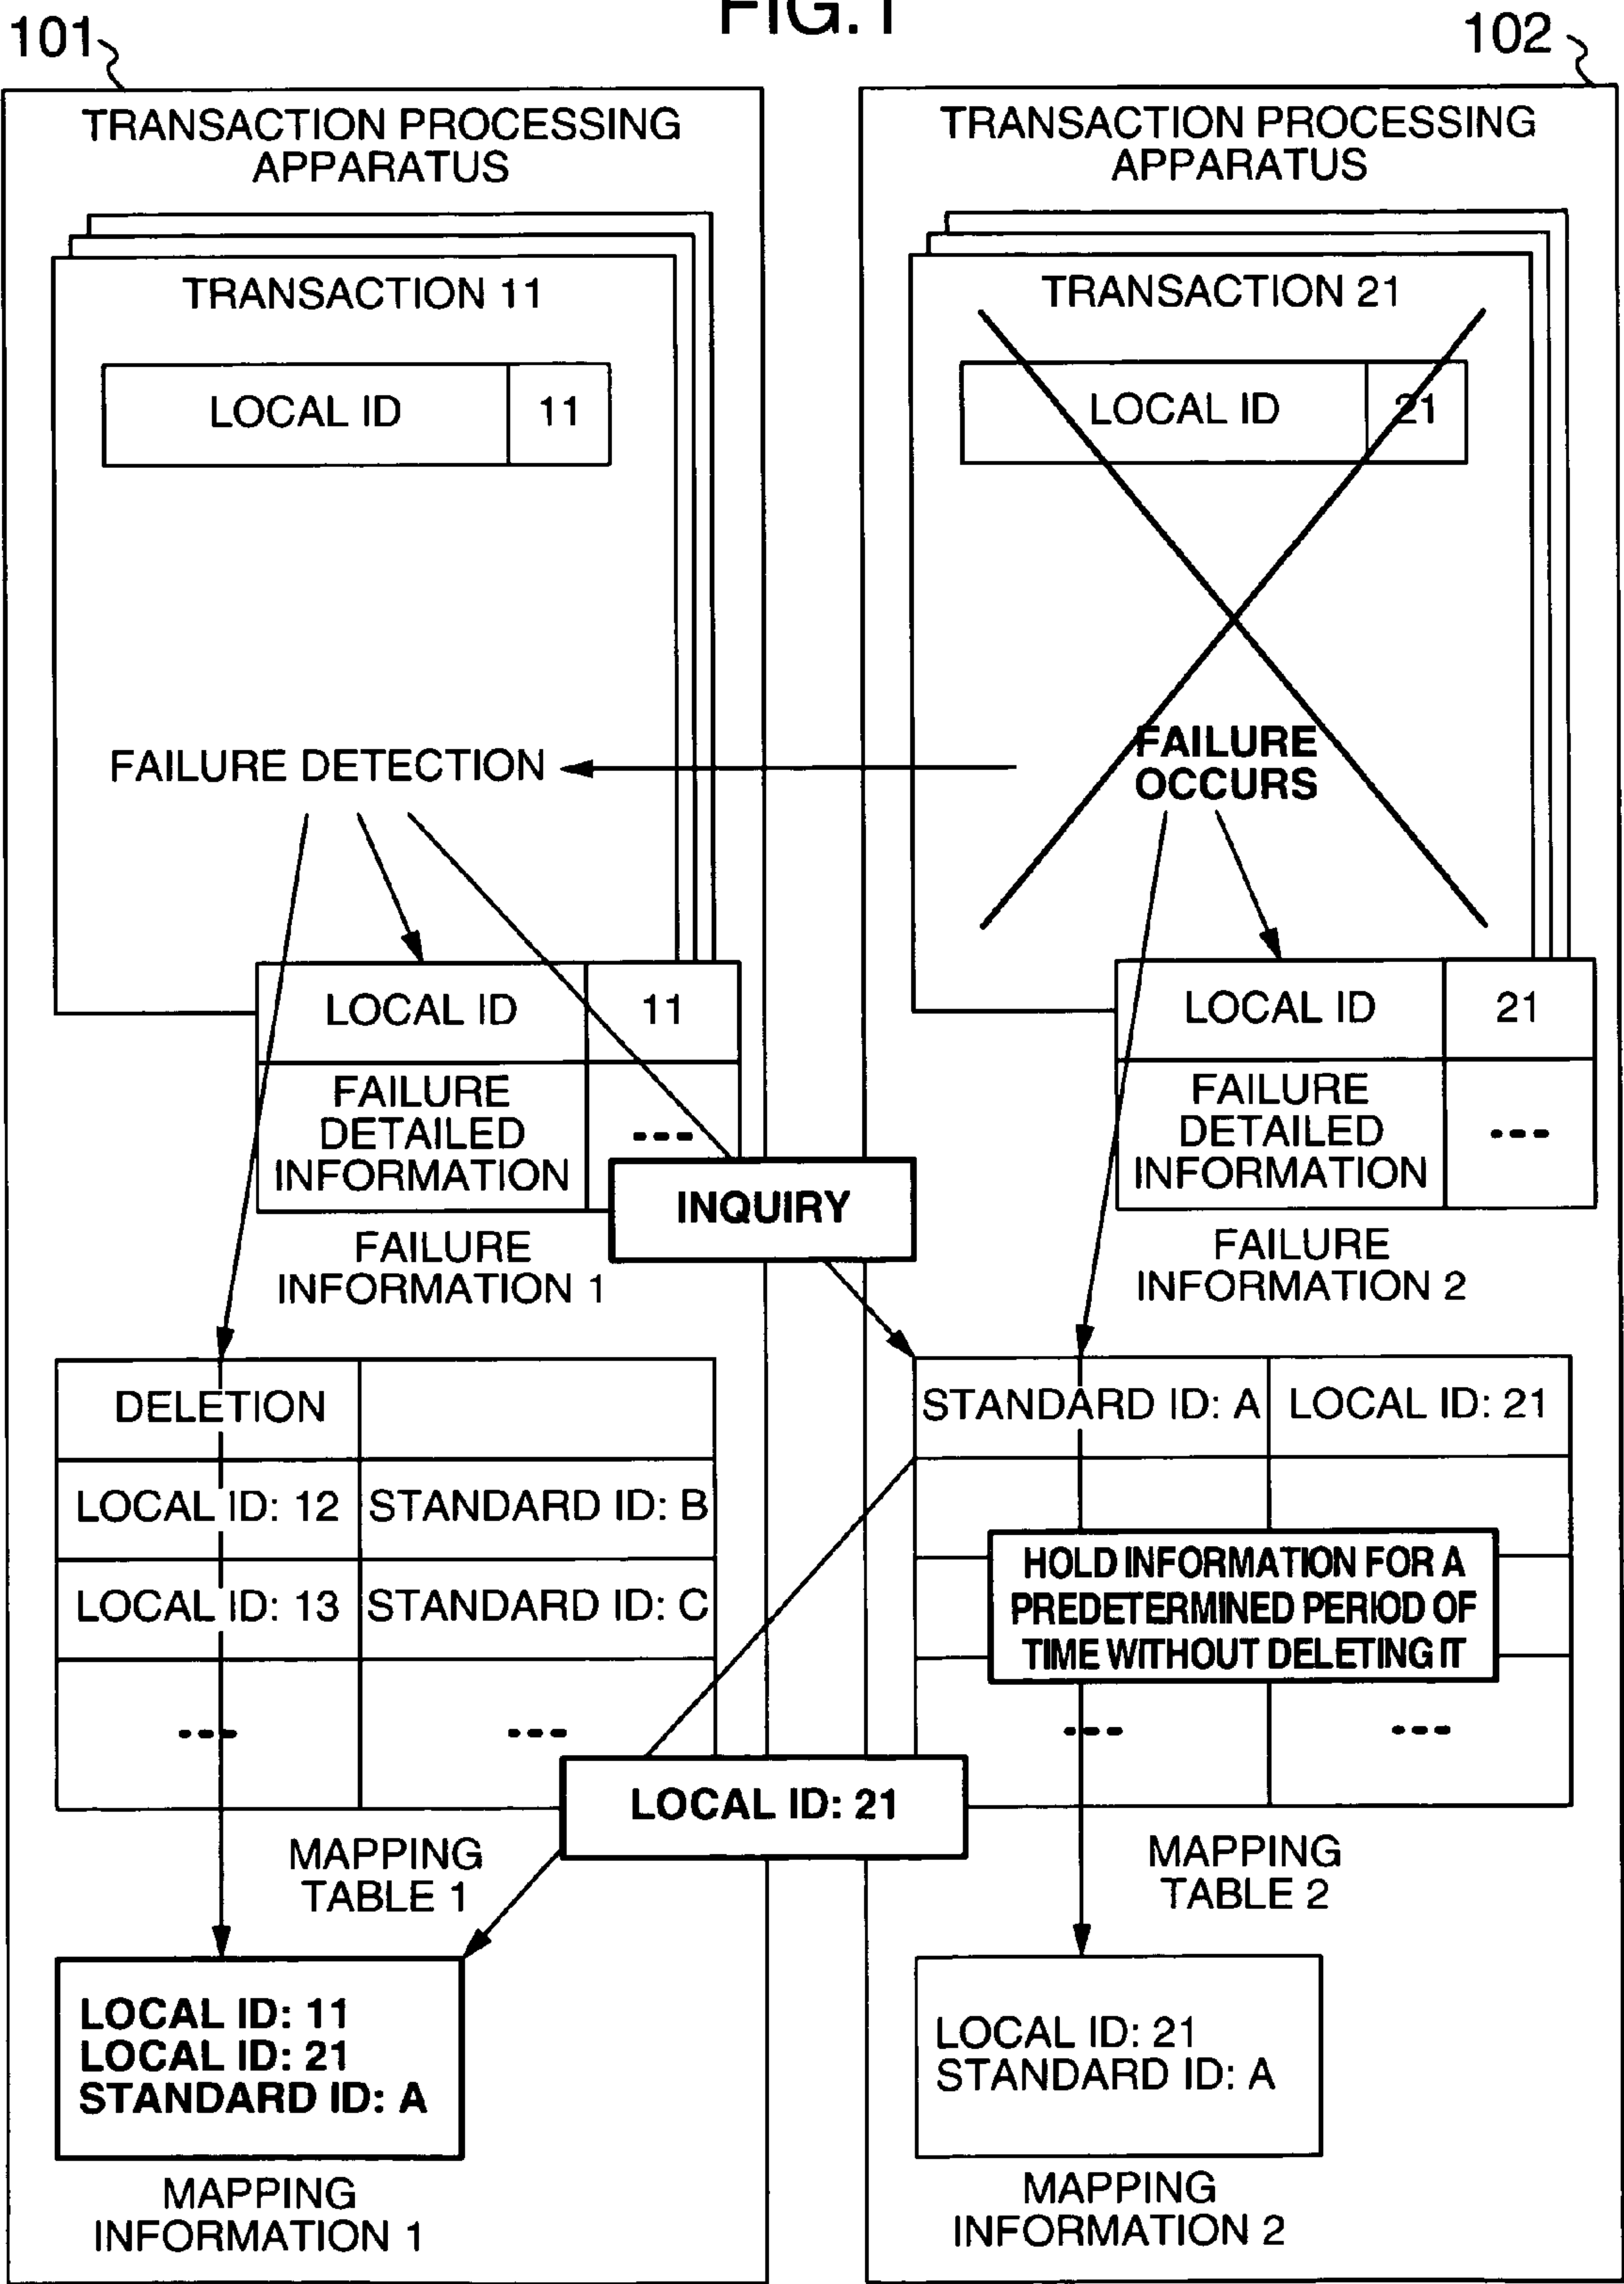 FIG.1
101
102
TRANSACTION PROCESSING
APPARATUS
TRANSACTION 11
LOCAL ID 11
FAILURE DETECTION
LOCAL ID 11
FAILURE
DETAILED
INFORMATION
---
FAILURE
INFORMATION 1
INQUIRY
DELETION
LOCAL ID: 12 STANDARD ID: B
LOCAL ID: 13 STANDARD ID: C
--- ---
MAPPING
TABLE 1
LOCAL ID: 21
LOCAL ID: 11
LOCAL ID: 21
STANDARD ID: A
MAPPING
INFORMATION 1
TRANSACTION PROCESSING
APPARATUS
TRANSACTION 21
LOCAL ID 21
FAILURE
OCCURS
LOCAL ID 21
FAILURE
DETAILED
INFORMATION
---
FAILURE
INFORMATION 2
STANDARD ID: A LOCAL ID: 21
HOLD INFORMATION FOR A
PREDETERMINED PERIOD OF
TIME WITHOUT DELETING IT
--- ---
MAPPING
TABLE 2
LOCAL ID: 21
STANDARD ID: A
MAPPING
INFORMATION 2